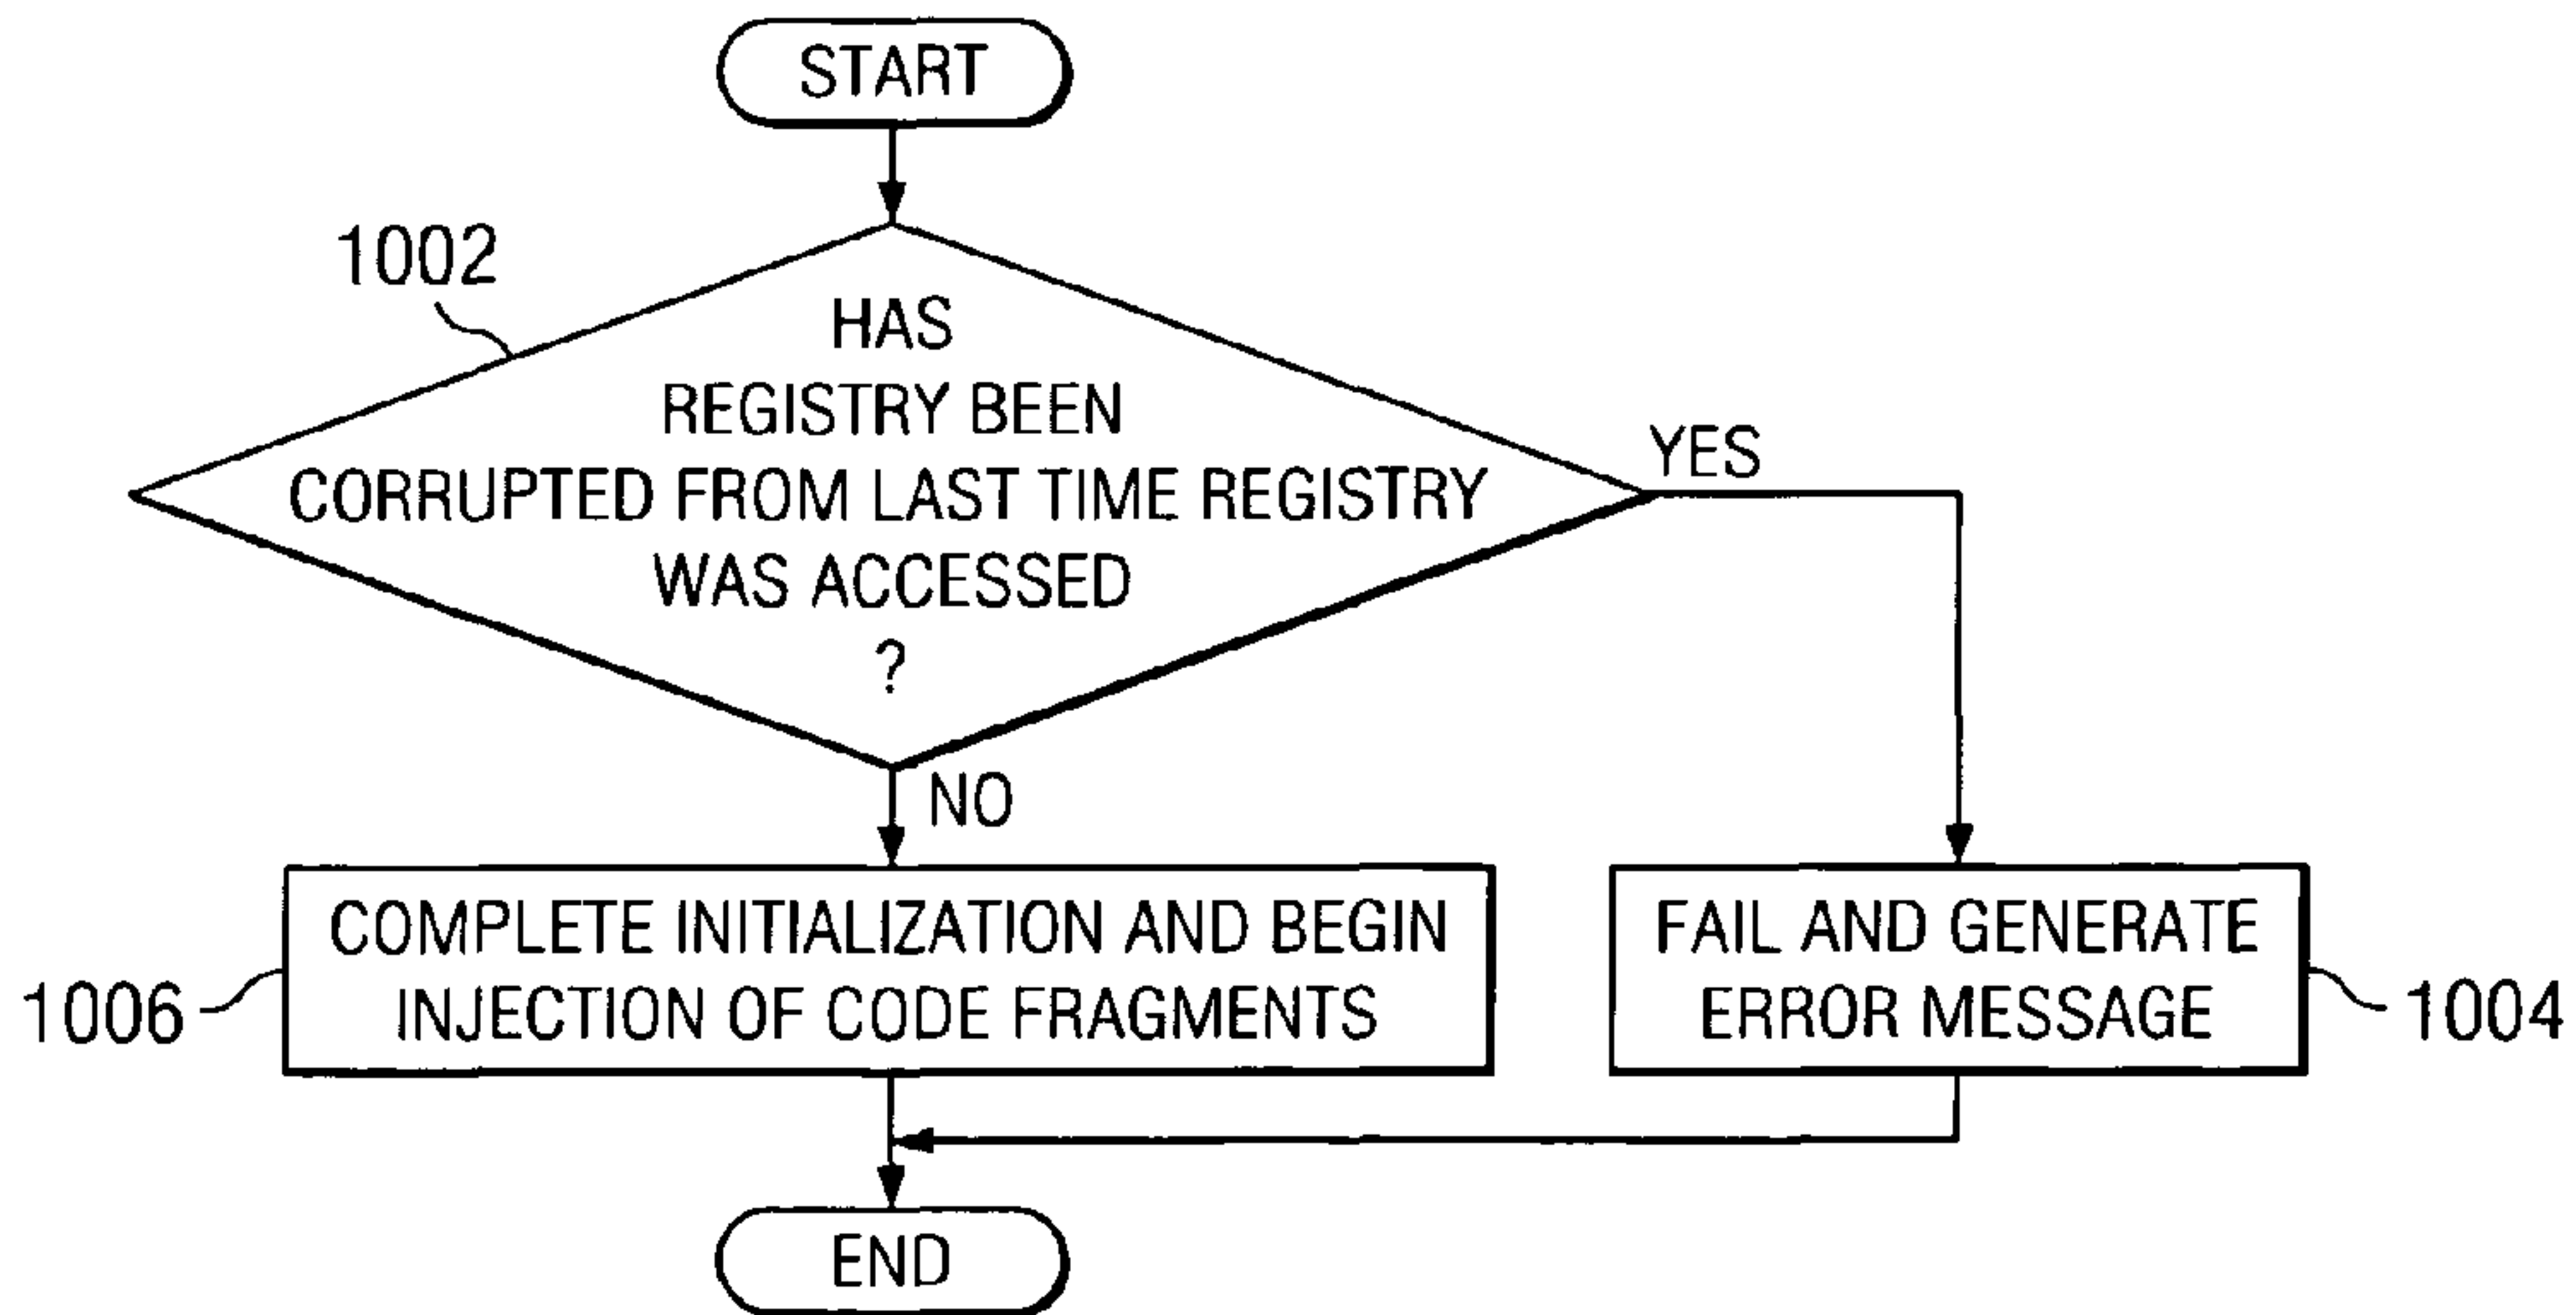 START
1002
HAS
REGISTRY BEEN
CORRUPTED FROM LAST TIME REGISTRY
WAS ACCESSED
?
YES
NO
COMPLETE INITIALIZATION AND BEGIN
INJECTION OF CODE FRAGMENTS
1006
FAIL AND GENERATE
ERROR MESSAGE
1004
END